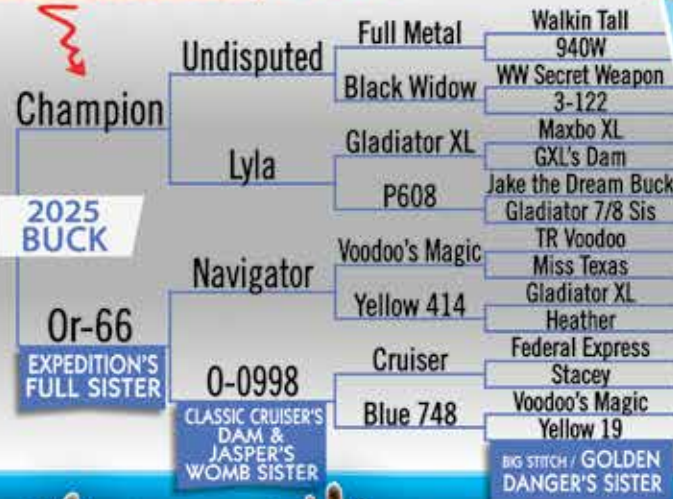 Champion
2025
BUCK
Or-66
EXPEDITION'S
FULL SISTER
Undisputed
Lyla
Navigator
O-0998
CLASSIC CRUISER'S
DAM &
JASPER'S
WOMB SISTER
Full Metal
Black Widow
Gladiator XL
P608
Voodoo's Magic
Yellow 414
Cruiser
Blue 748
Walkin Tall
940W
WW Secret Weapon
3-122
Maxbo XL
GXL's Dam
Jake the Dream Buck
Gladiator 7/8 Sis
TR Voodoo
Miss Texas
Gladiator XL
Heather
Federal Express
Stacey
Voodoo's Magic
Yellow 19
BIG STITCH / GOLDEN
DANGER'S SISTER